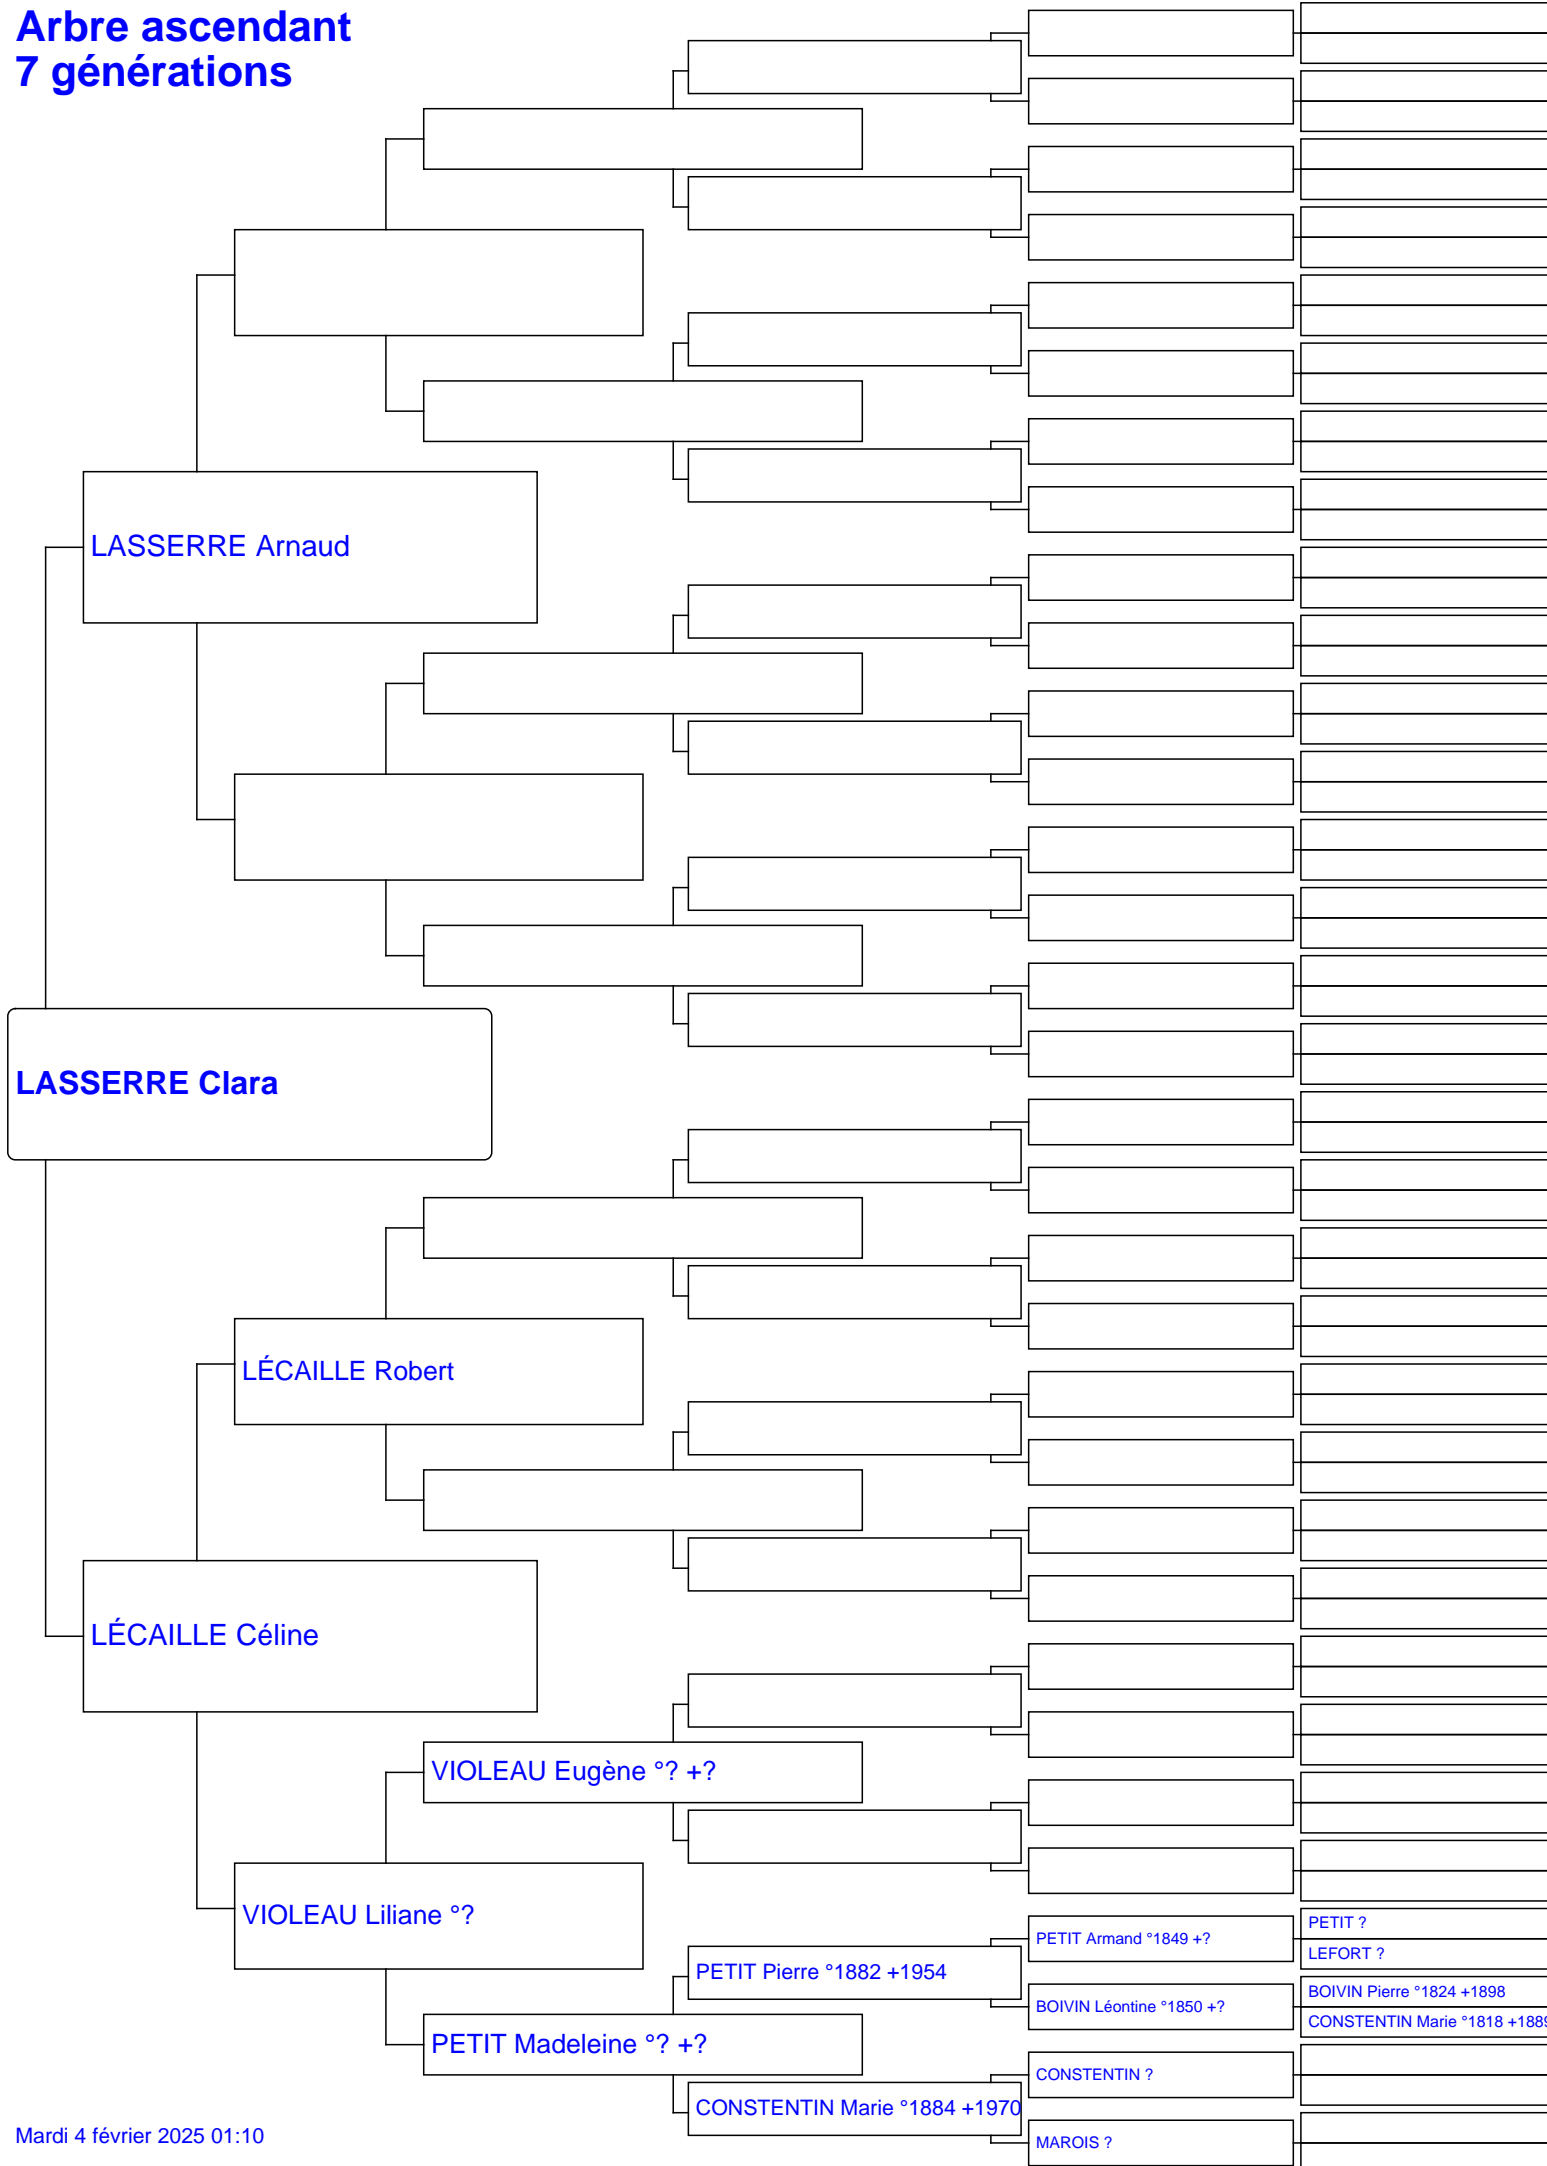 Arbre ascendant
7 générations
LASSERRE Arnaud
LASSERRE Clara
LÉCAILLE Robert
LÉCAILLE Céline
VIOLEAU Eugène °? +?
VIOLEAU Liliane °?
PETIT ?
PETIT Armand °1849 +?
LEFORT ?
PETIT Pierre °1882 +1954
BOIVIN Pierre °1824 +1898
BOIVIN Léontine °1850 +?
CONSTENTIN Marie °1818 +1889
PETIT Madeleine °? +?
CONSTENTIN ?
CONSTENTIN Marie °1884 +1970
MAROIS ?
Mardi 4 février 2025 01:10